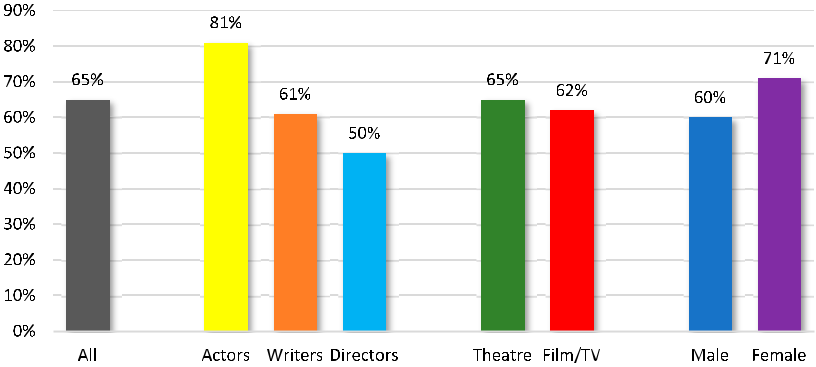 90%
80%
70%
60%
50%
40%
30%
20%
10%
0%
65%
81%
61%
50%
65%
62%
60%
71%
All
Actors
Writers
Directors
Theatre
Film/TV
Male
Female